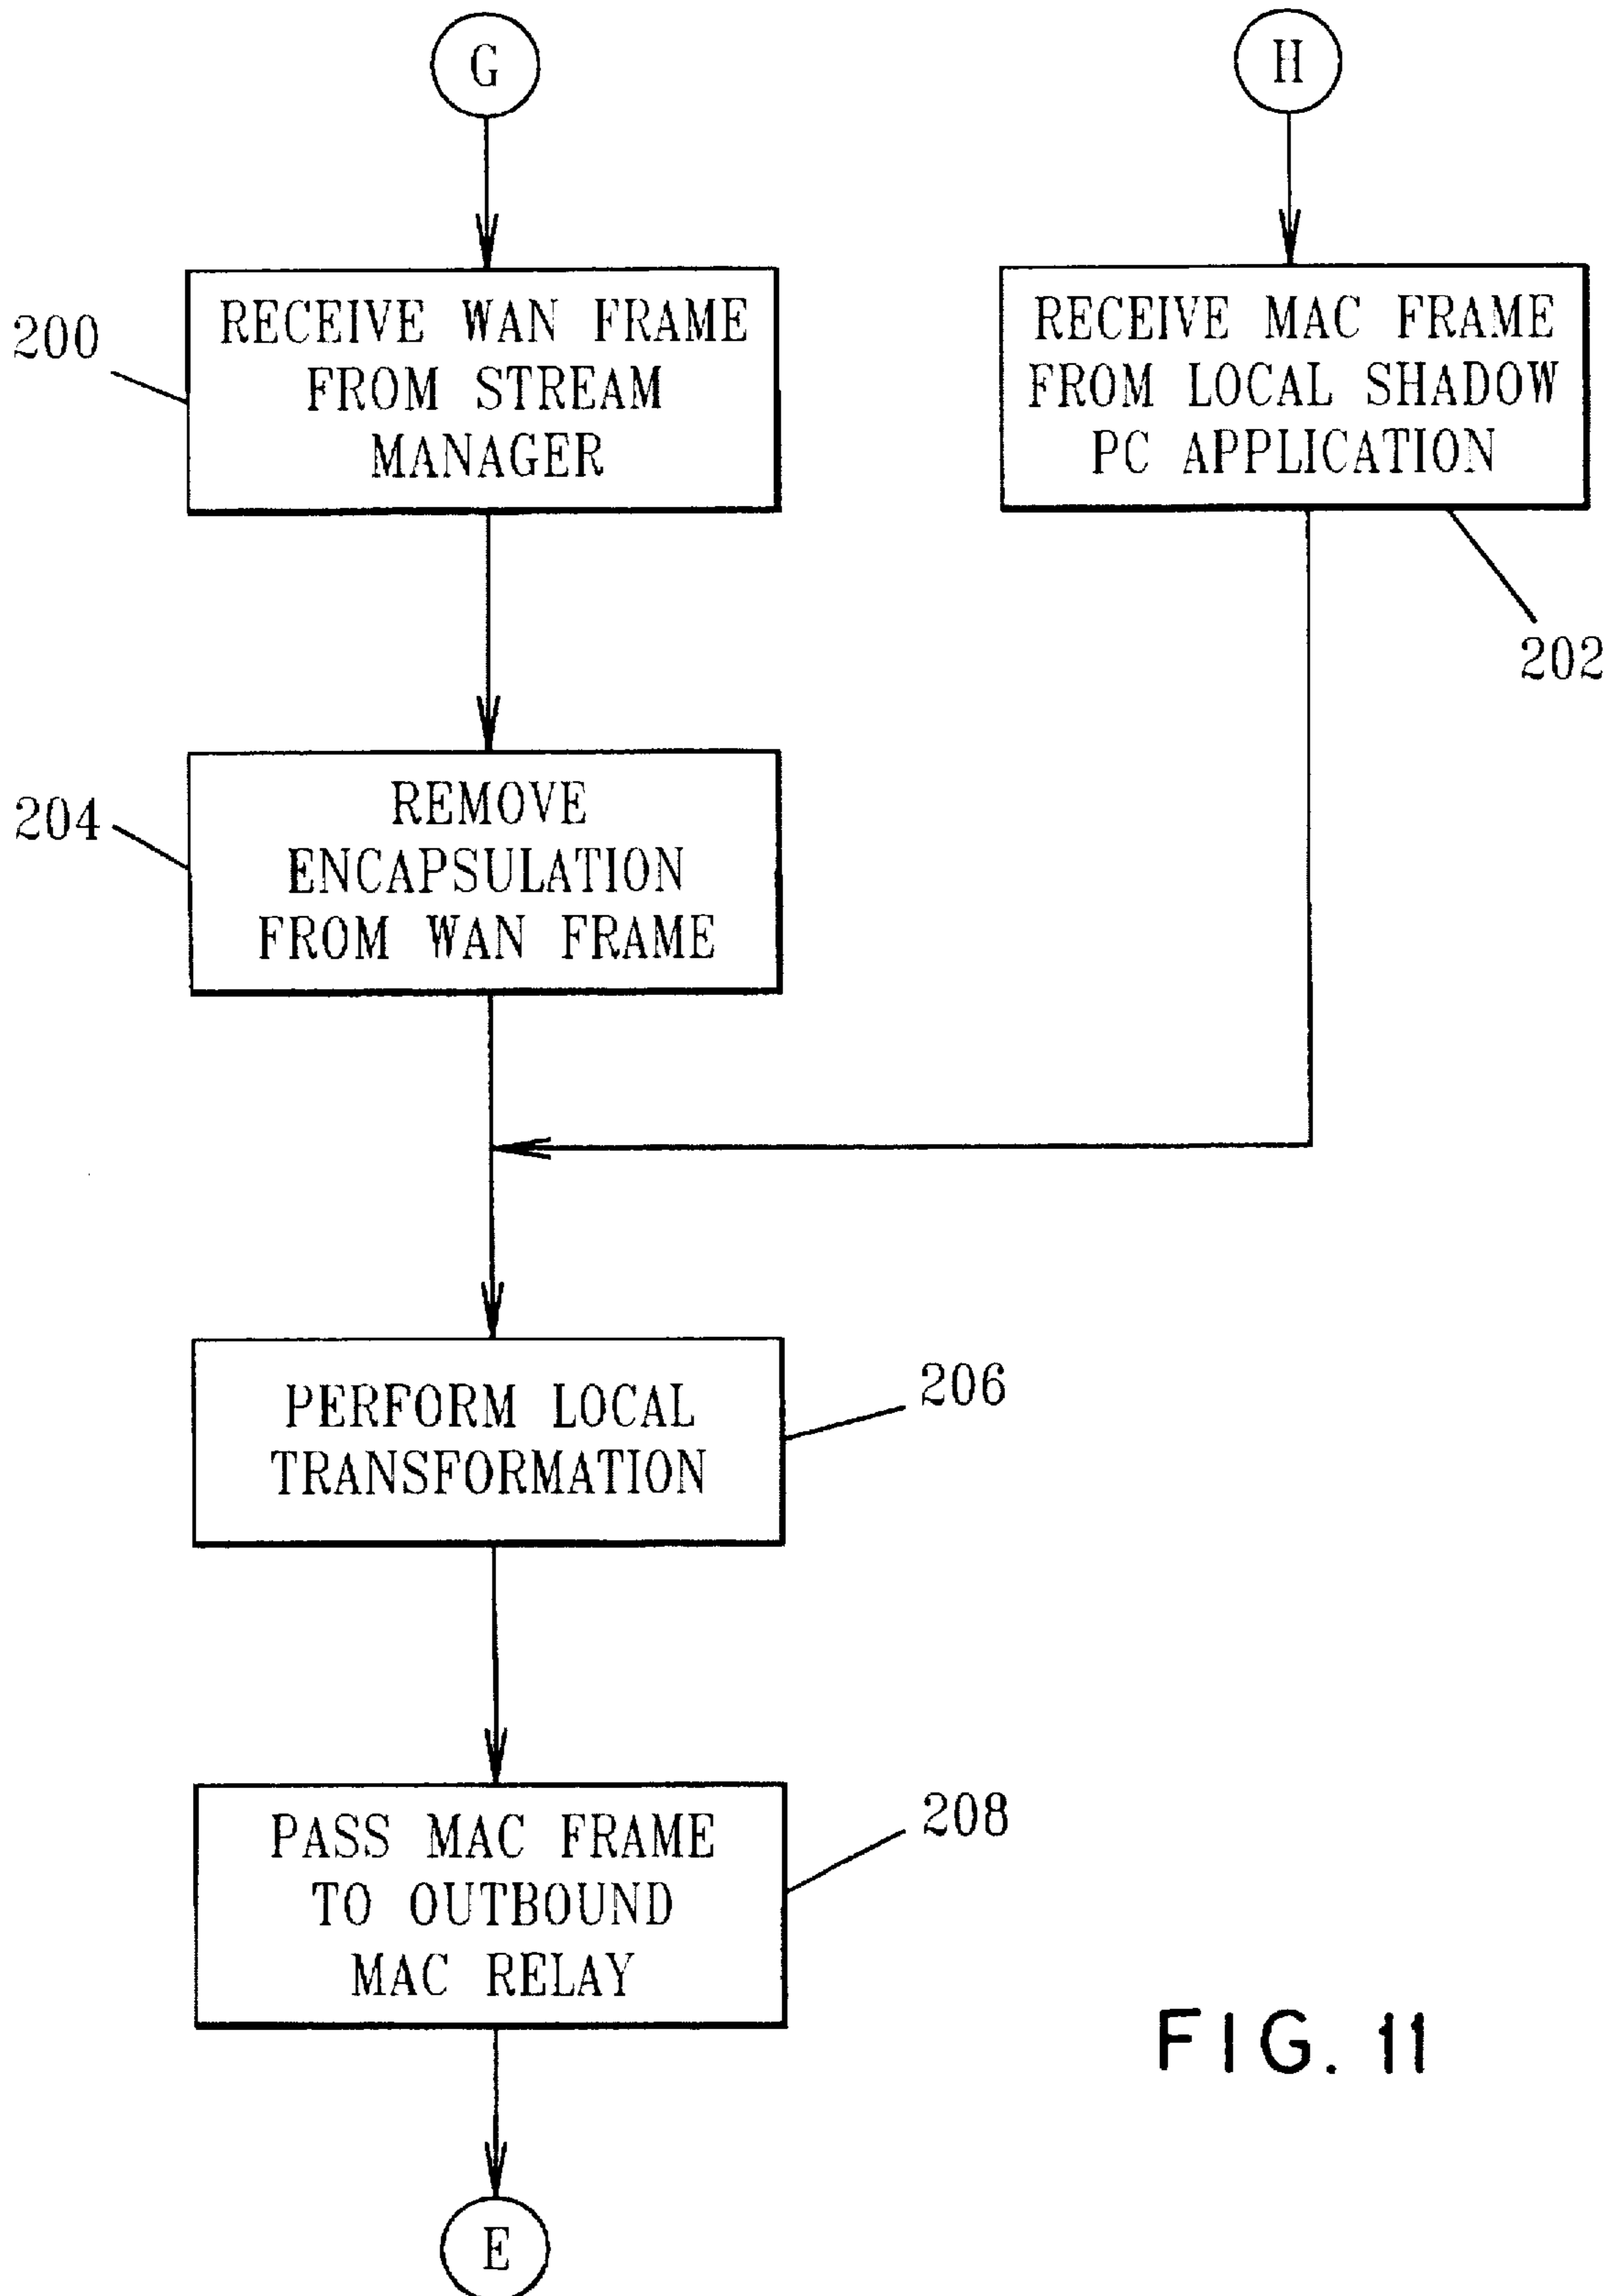 G
H
200
RECEIVE WAN FRAME
FROM STREAM
MANAGER
RECEIVE MAC FRAME
FROM LOCAL SHADOW
PC APPLICATION
202
204
REMOVE
ENCAPSULATION
FROM WAN FRAME
206
PERFORM LOCAL
TRANSFORMATION
208
PASS MAC FRAME
TO OUTBOUND
MAC RELAY
FIG. 11
E